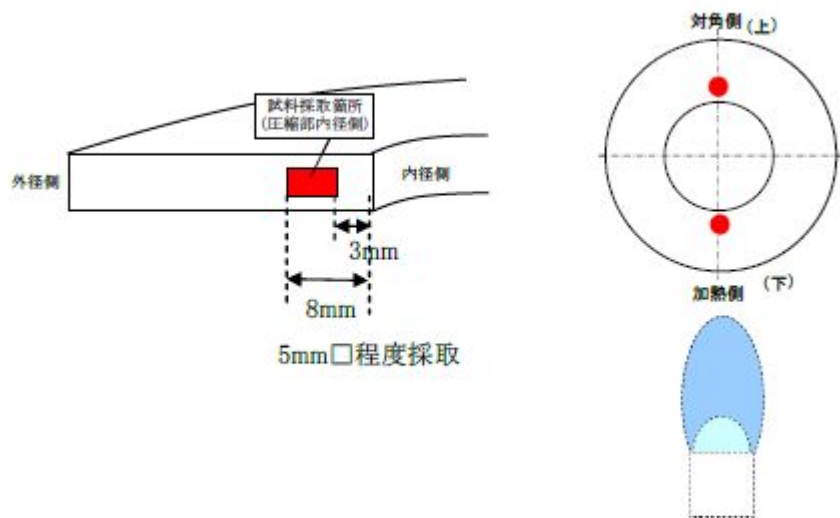 試料採取箇所
(圧縮部内径側)
外径側
内径側
3mm
8mm
5mm□程度採取
対角側(上)
(下)
加熱側